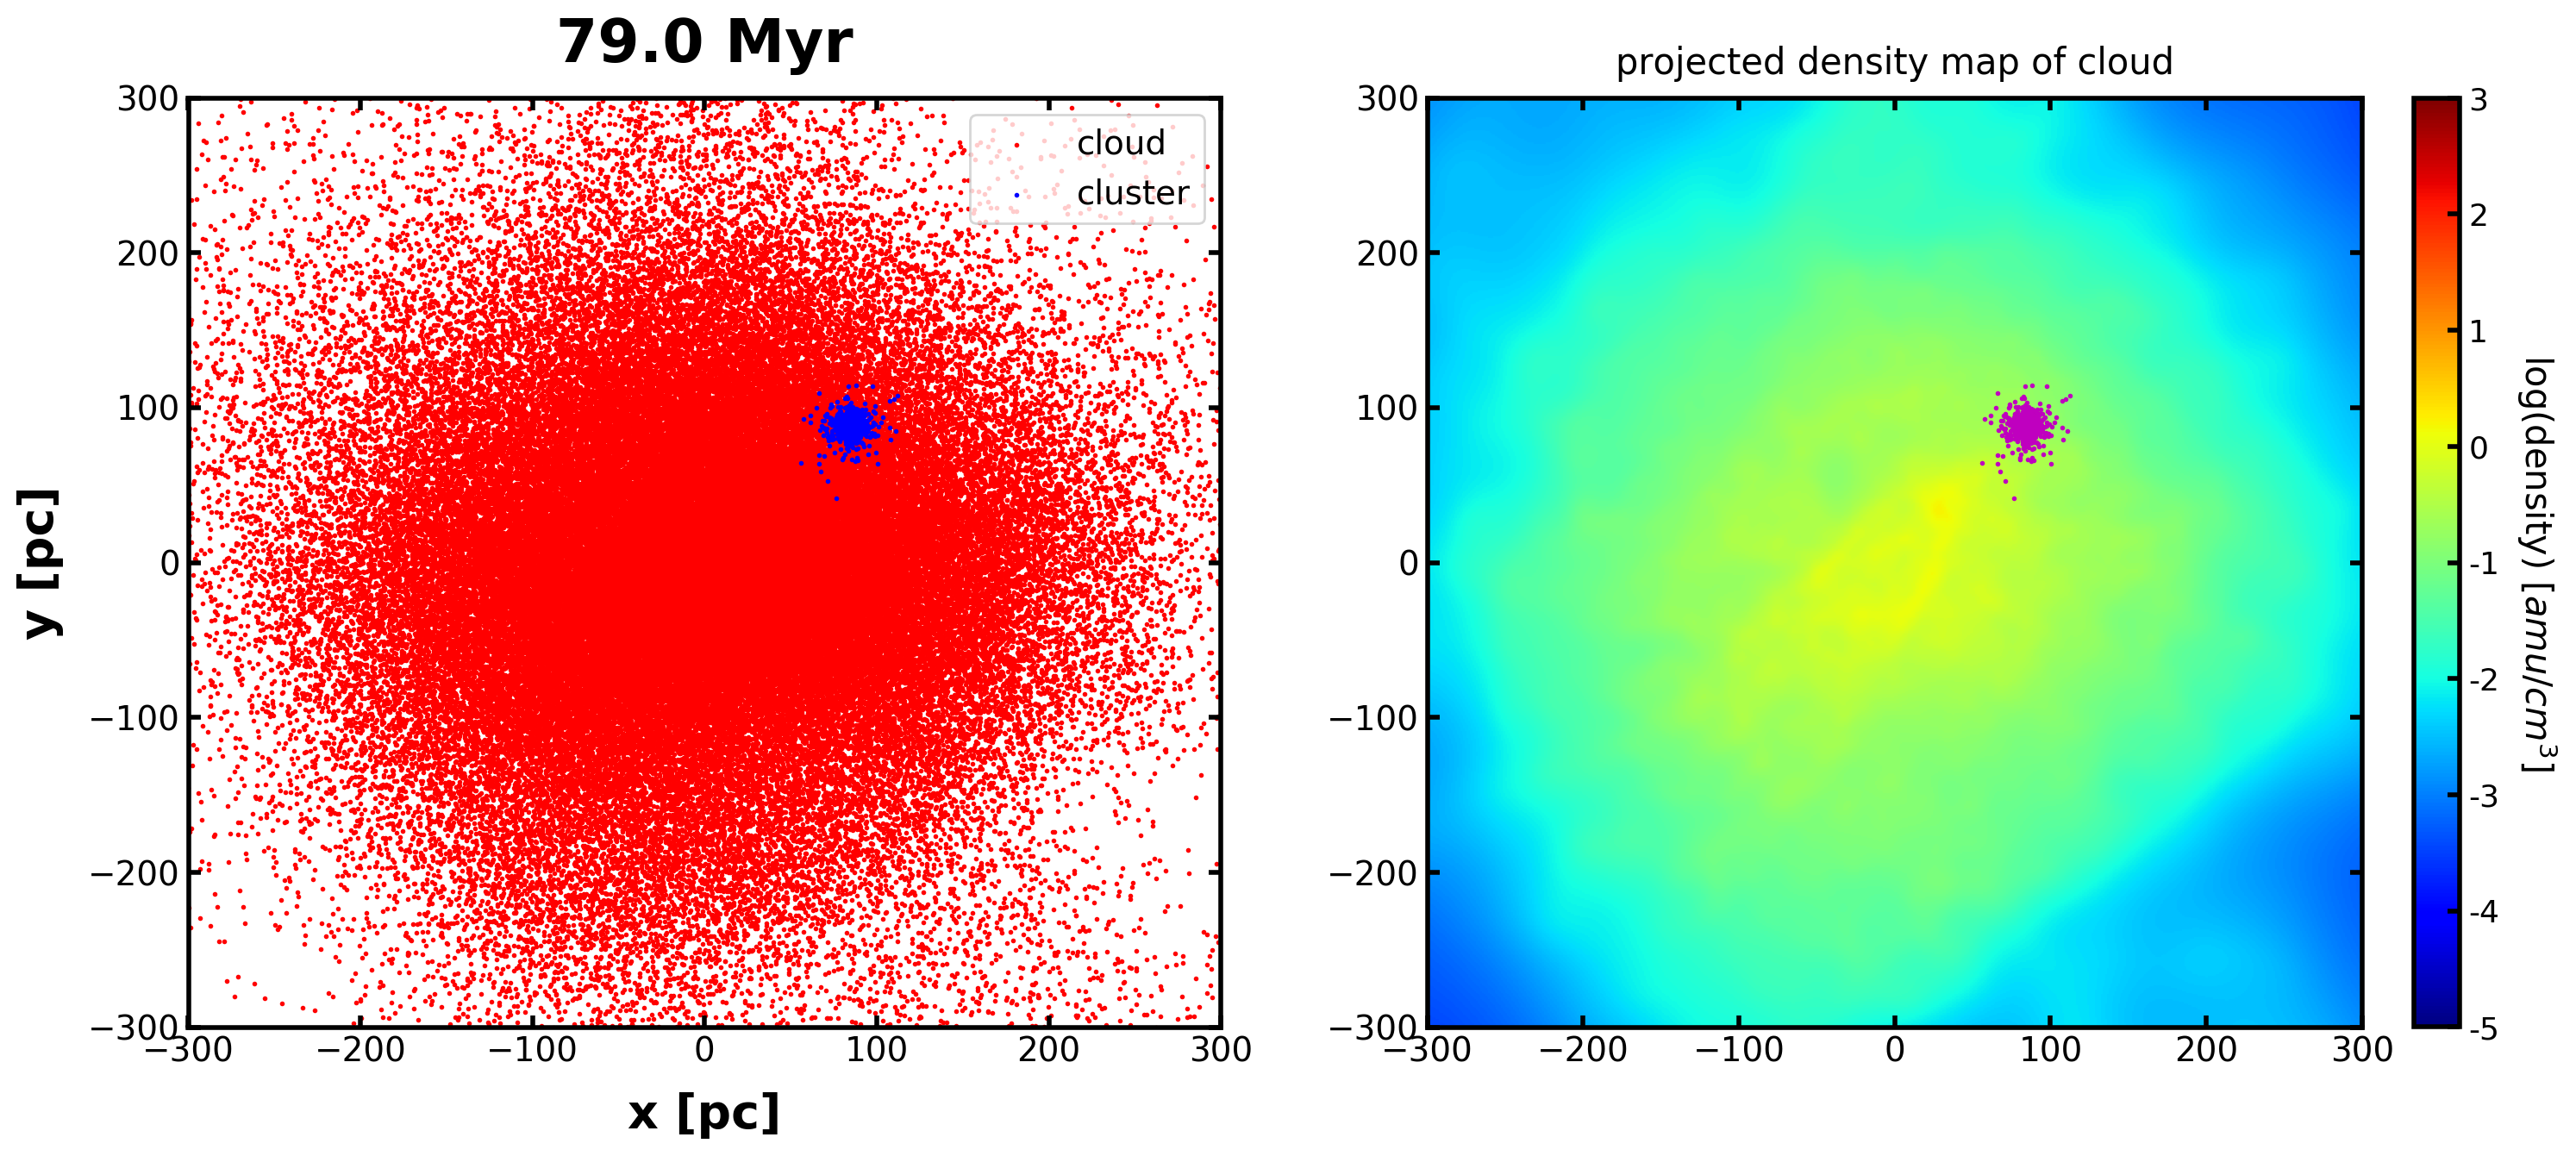 79.0 Myr
cloud
cluster
300
200
100
0
−100
−200
−300
−300 −200 −100 0 100 200 300
y [pc]
x [pc]
projected density map of cloud
300
200
100
0
−100
−200
−300
−300 −200 −100 0 100 200 300
3
2
1
0
-1
-2
-3
-4
-5
log(density) [amu/cm³]